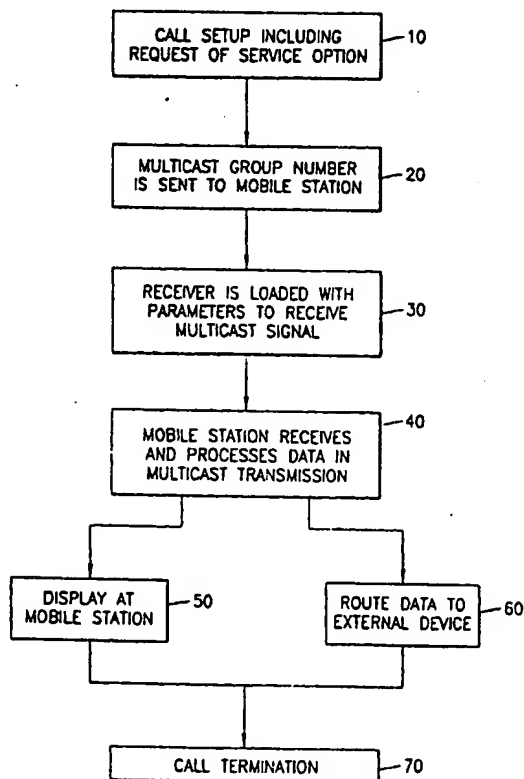 CALL SETUP INCLUDING
REQUEST OF SERVICE OPTION
10
MULTICAST GROUP NUMBER
IS SENT TO MOBILE STATION
20
RECEIVER IS LOADED WITH
PARAMETERS TO RECEIVE
MULTICAST SIGNAL
30
40
MOBILE STATION RECEIVES
AND PROCESSES DATA IN
MULTICAST TRANSMISSION
DISPLAY AT
MOBILE STATION
50
ROUTE DATA TO
EXTERNAL DEVICE
60
CALL TERMINATION
70